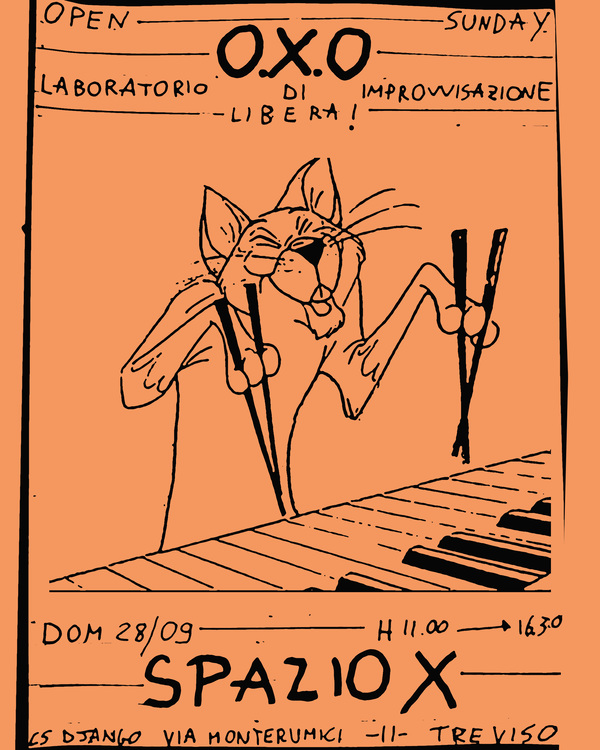 OPEN SUNDAY
O.X.O
LABORATORIO DI IMPROVVISAZIONE
LIBERA!
DOM 28/09 H 11.00 → 16.30
SPAZIO X
CS DJANGO VIA MONTERUMICI -11- TREVISO